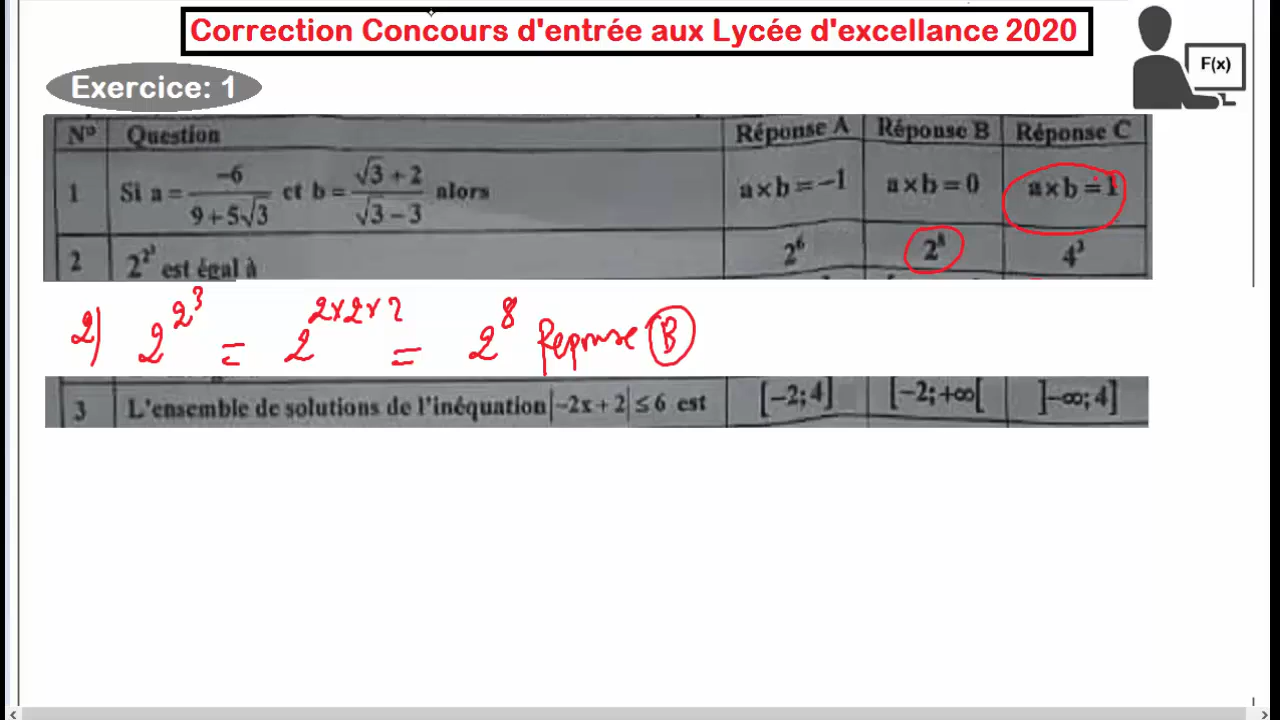 Correction Concours d'entrée aux Lycée d'excellance 2020
F(x)
Exercice: 1
N° Question Réponse A Réponse B Réponse C
1 Si a = −6 / (9 + 5√3) et b = (√3 + 2) / (√3 − 3) alors a × b = −1 a × b = 0 a × b = 1
2 2^2^3 est égal à 2^6 2^8 4^3
2) 2^2^3 = 2^2×2×2 = 2^8 Reponse B
3 L'ensemble de solutions de l'inéquation |−2x + 2| ≤ 6 est [−2; 4] [−2; +∞[ ]−∞; 4]